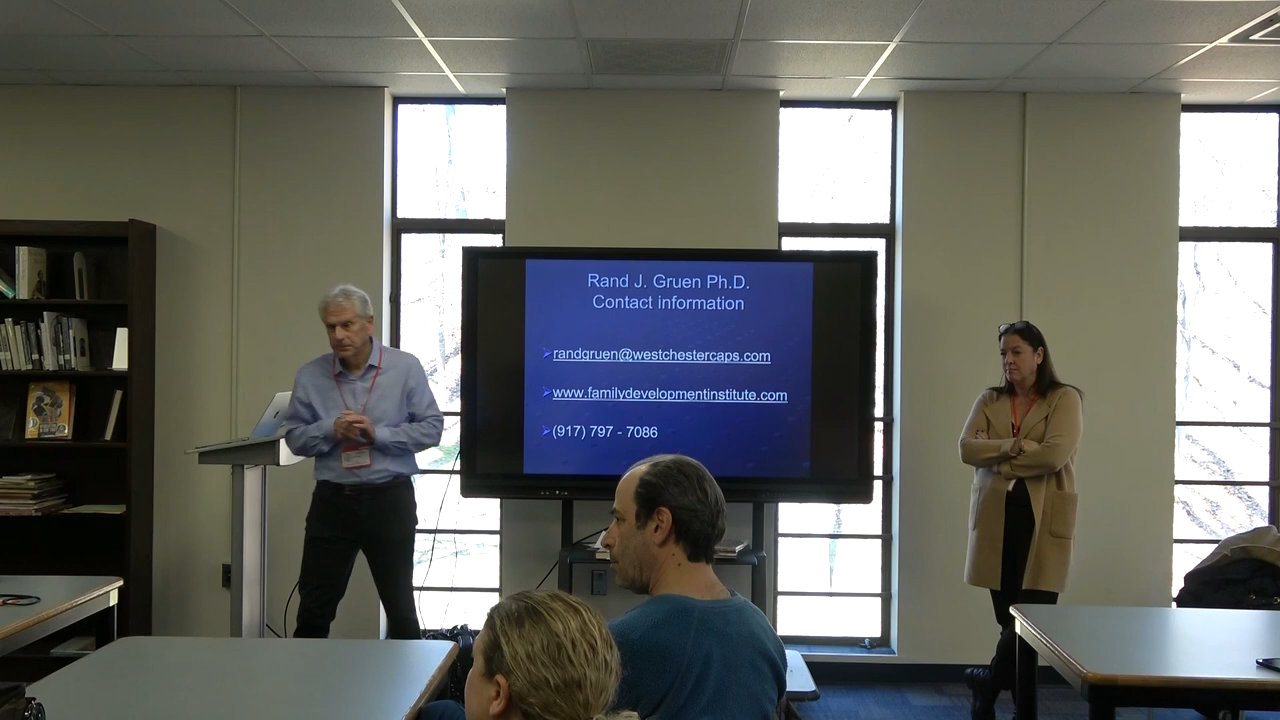 Rand J. Gruen Ph.D.
Contact information
randgruen@westchestercaps.com
www.familydevelopmentinstitute.com
(917) 797 - 7086